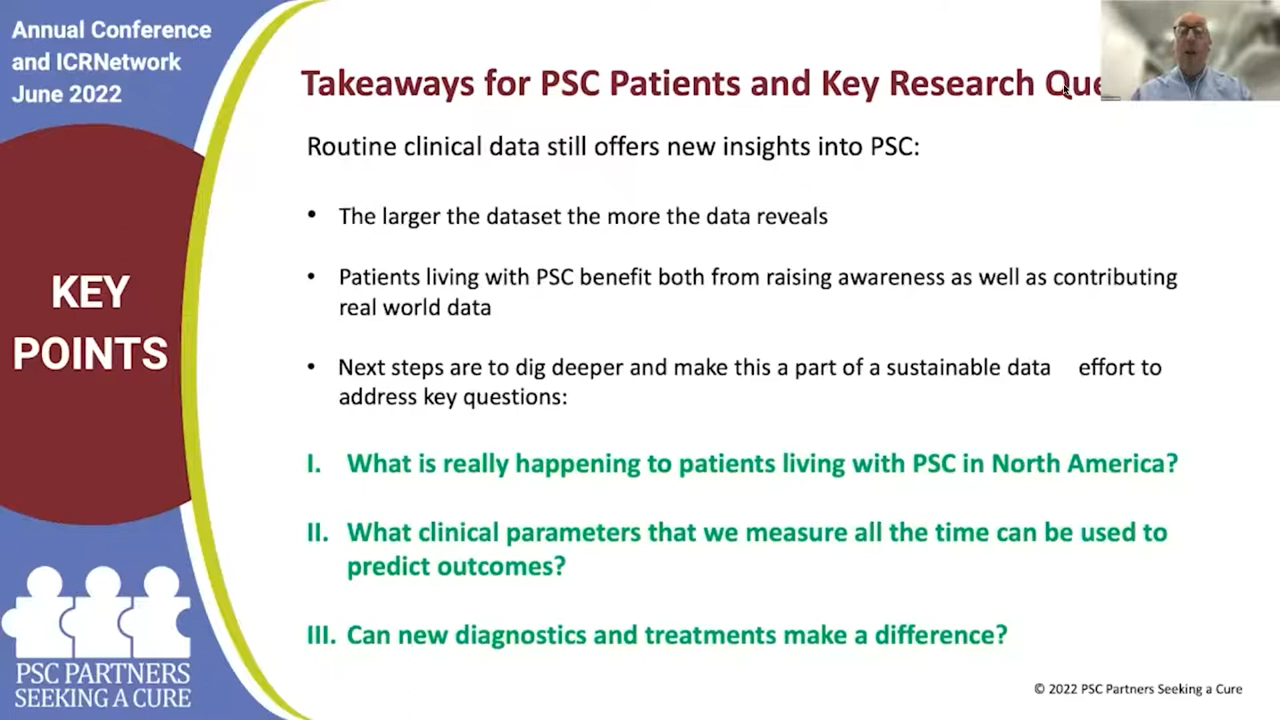 Annual Conference
and ICRNetwork
June 2022
KEY
POINTS
PSC PARTNERS
SEEKING A CURE
Takeaways for PSC Patients and Key Research
Routine clinical data still offers new insights into PSC:
• The larger the dataset the more the data reveals
• Patients living with PSC benefit both from raising awareness as well as contributing
real world data
• Next steps are to dig deeper and make this a part of a sustainable data effort to
address key questions:
I. What is really happening to patients living with PSC in North America?
II. What clinical parameters that we measure all the time can be used to
predict outcomes?
III. Can new diagnostics and treatments make a difference?
© 2022 PSC Partners Seeking a Cure